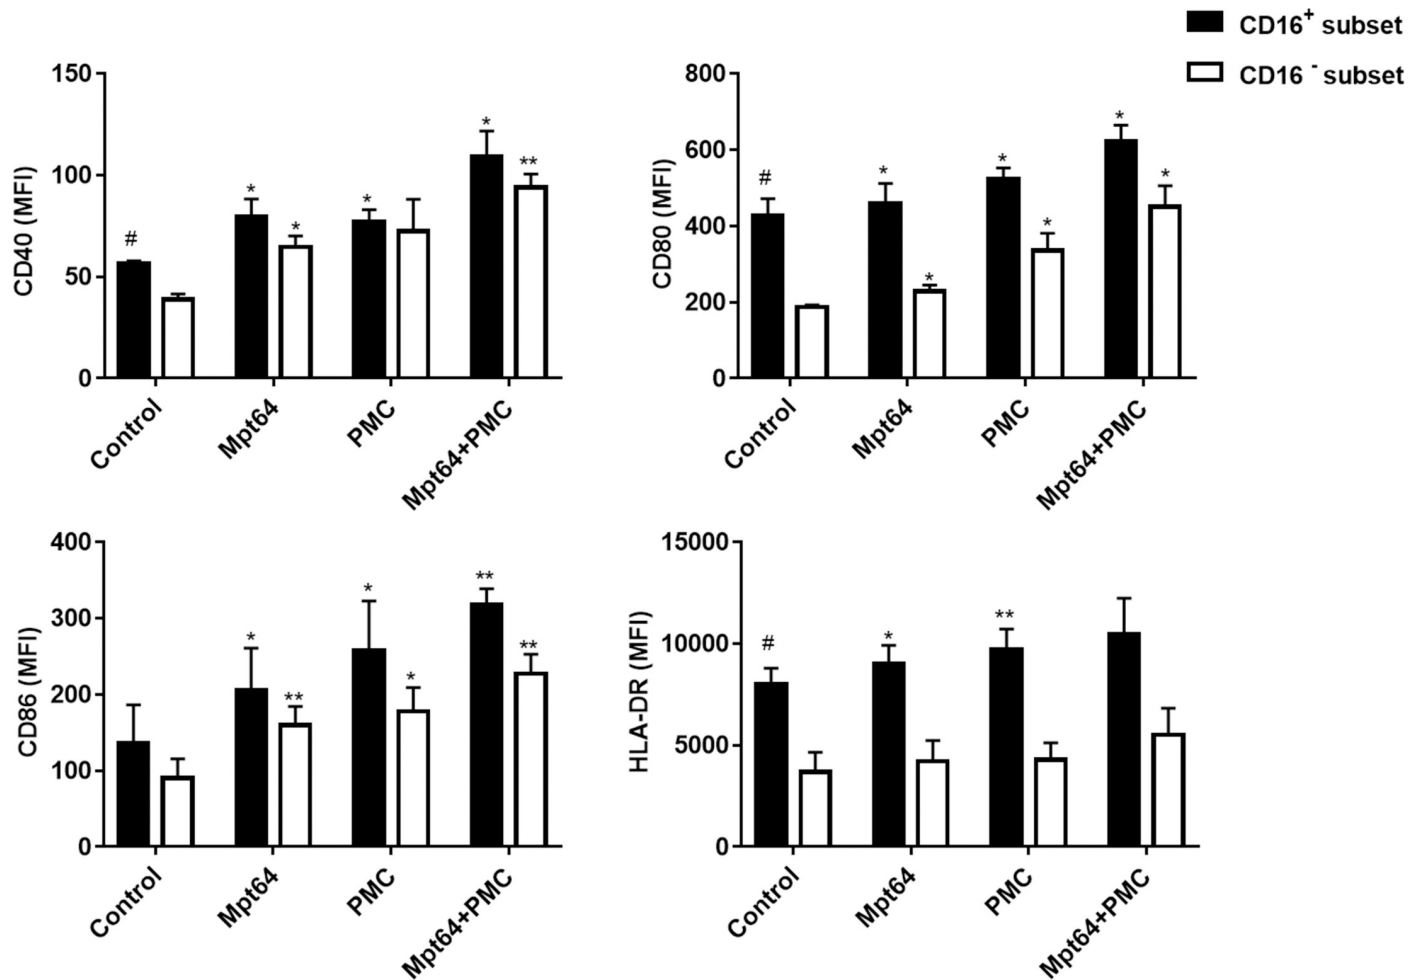 CD16+ subset
CD16 - subset
CD40 (MFI)
150
100
50
0
#
*
*
*
*
**
Control
Mpt64
PMC
Mpt64+PMC
CD80 (MFI)
800
600
400
200
0
#
*
*
*
*
*
*
Control
Mpt64
PMC
Mpt64+PMC
CD86 (MFI)
400
300
200
100
0
*
**
*
*
**
**
Control
Mpt64
PMC
Mpt64+PMC
HLA-DR (MFI)
15000
10000
5000
0
#
*
**
Control
Mpt64
PMC
Mpt64+PMC